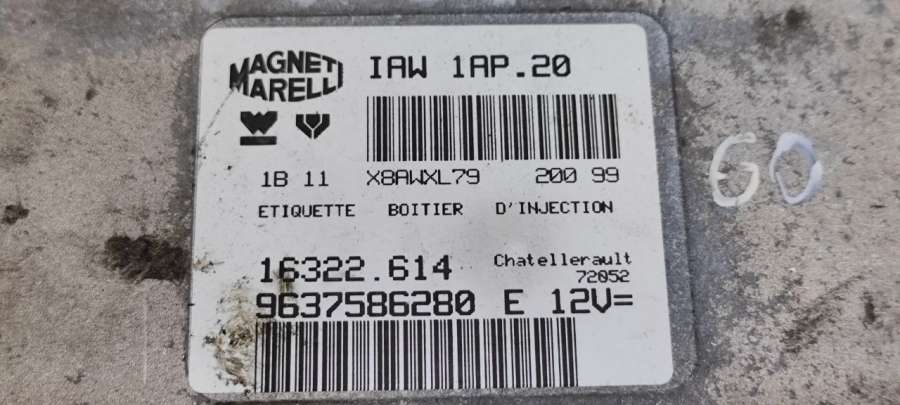 MAGNETI
MARELLI
IAW 1AP.20
1B 11 X8AWXL79 200 99
ETIQUETTE BOITIER D'INJECTION
16322.614 Chatellerault
72052
9637586280 E 12V=
60